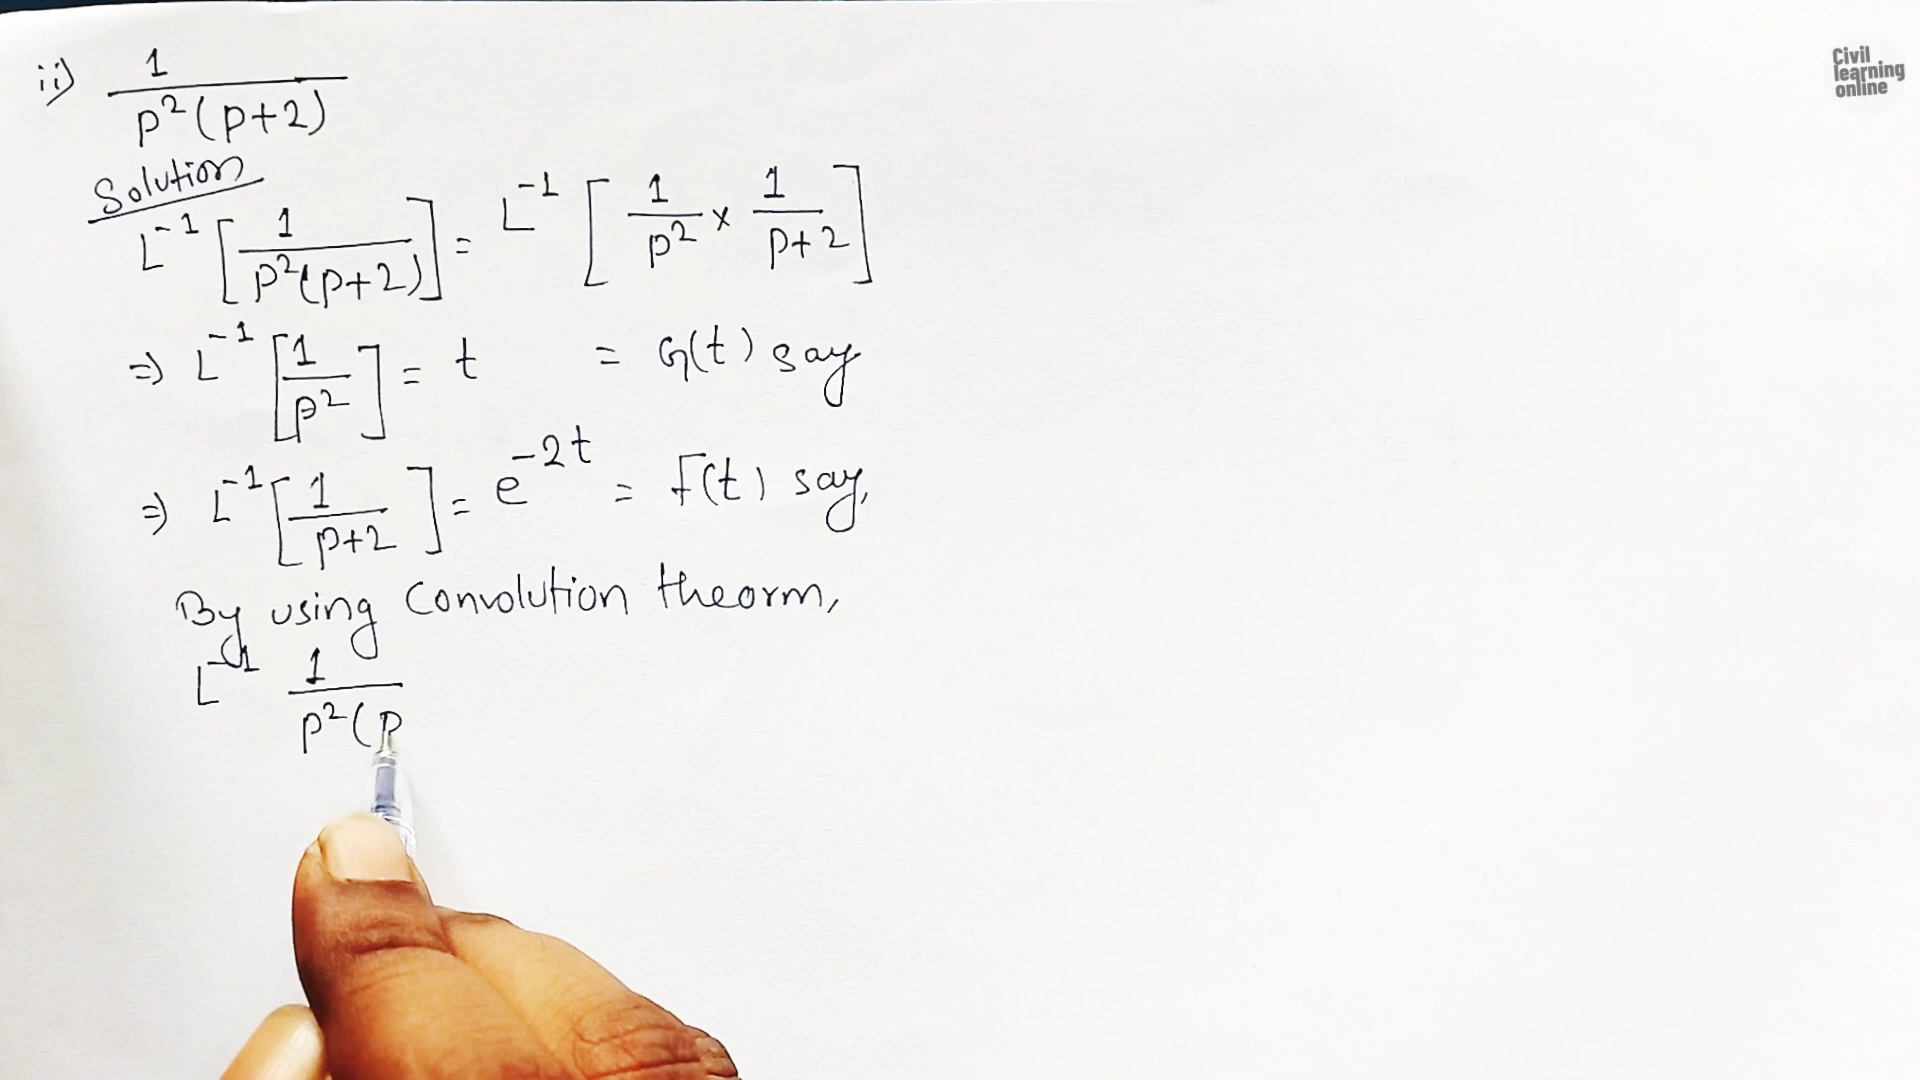 ii) 1/p²(p+2)
Solution
L⁻¹[1/p²(p+2)] = L⁻¹[1/p² × 1/p+2]
⇒ L⁻¹[1/p²] = t = G(t) say
⇒ L⁻¹[1/p+2] = e⁻²ᵗ = F(t) say,
By using Convolution theorm,
L⁻¹ 1/p²(p
Civil
learning
online